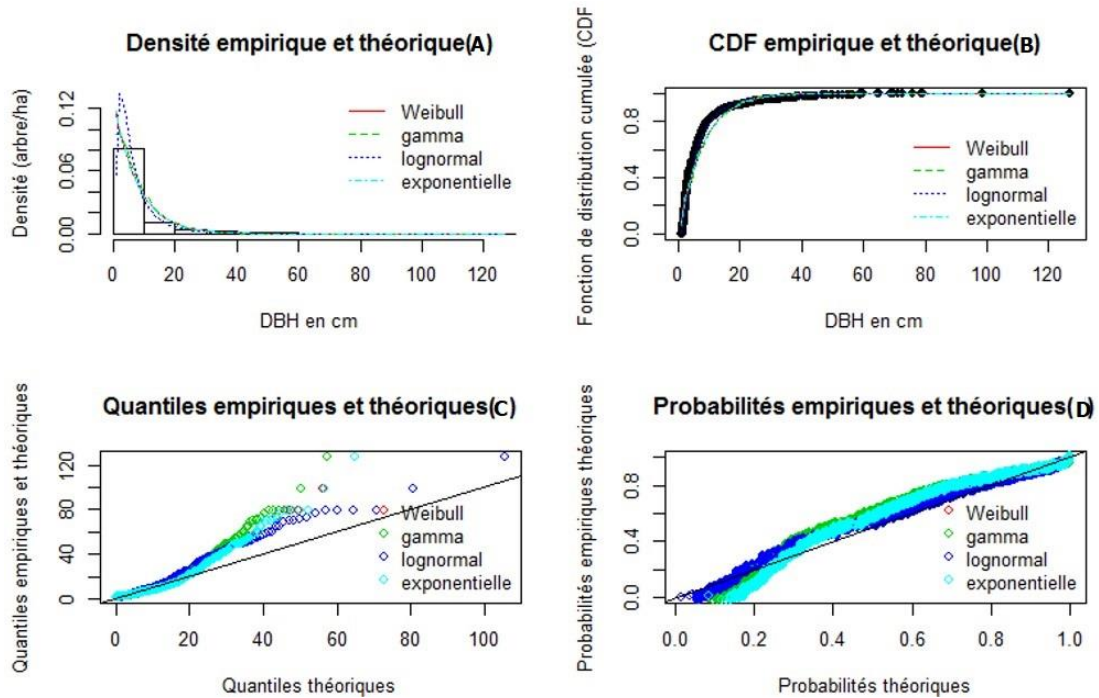 Densité empirique et théorique(A)
Densité (arbre/ha)
0.12
0.06
0.00
Weibull
gamma
lognormal
exponentielle
0 20 40 60 80 100 120
DBH en cm
CDF empirique et théorique(B)
Fonction de distribution cumulée (CDF
0.8
0.4
0.0
Weibull
gamma
lognormal
exponentielle
0 20 40 60 80 100 120
DBH en cm
Quantiles empiriques et théoriques(C)
Quantiles empiriques et théoriques
120
80
40
0
Weibull
gamma
lognormal
exponentielle
0 20 40 60 80 100
Quantiles théoriques
Probabilités empiriques et théoriques(D)
Probabilités empiriques théoriques
0.8
0.4
0.0
Weibull
gamma
lognormal
exponentielle
0.0 0.2 0.4 0.6 0.8 1.0
Probabilités théoriques